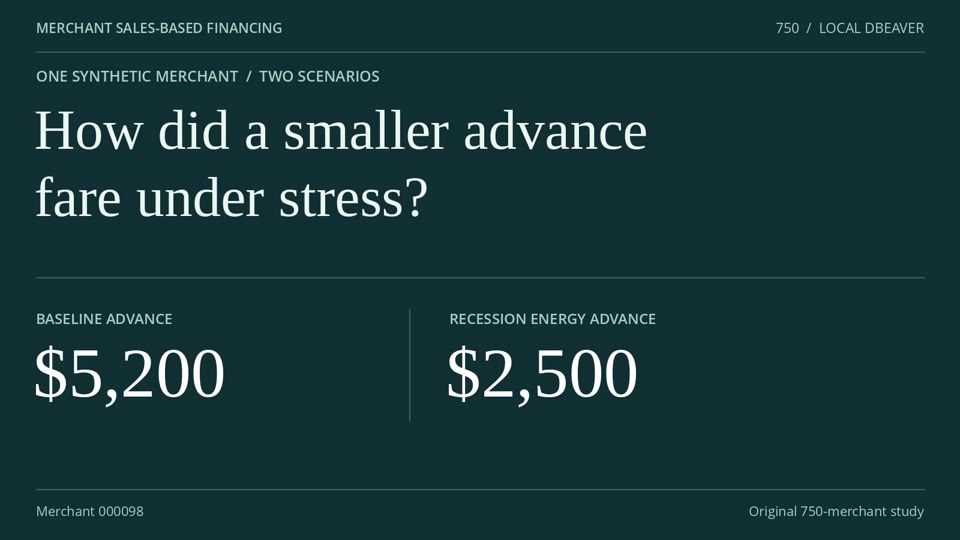 MERCHANT SALES-BASED FINANCING
750 / LOCAL DBEAVER
ONE SYNTHETIC MERCHANT / TWO SCENARIOS
How did a smaller advance
fare under stress?
BASELINE ADVANCE
$5,200
RECESSION ENERGY ADVANCE
$2,500
Merchant 000098
Original 750-merchant study